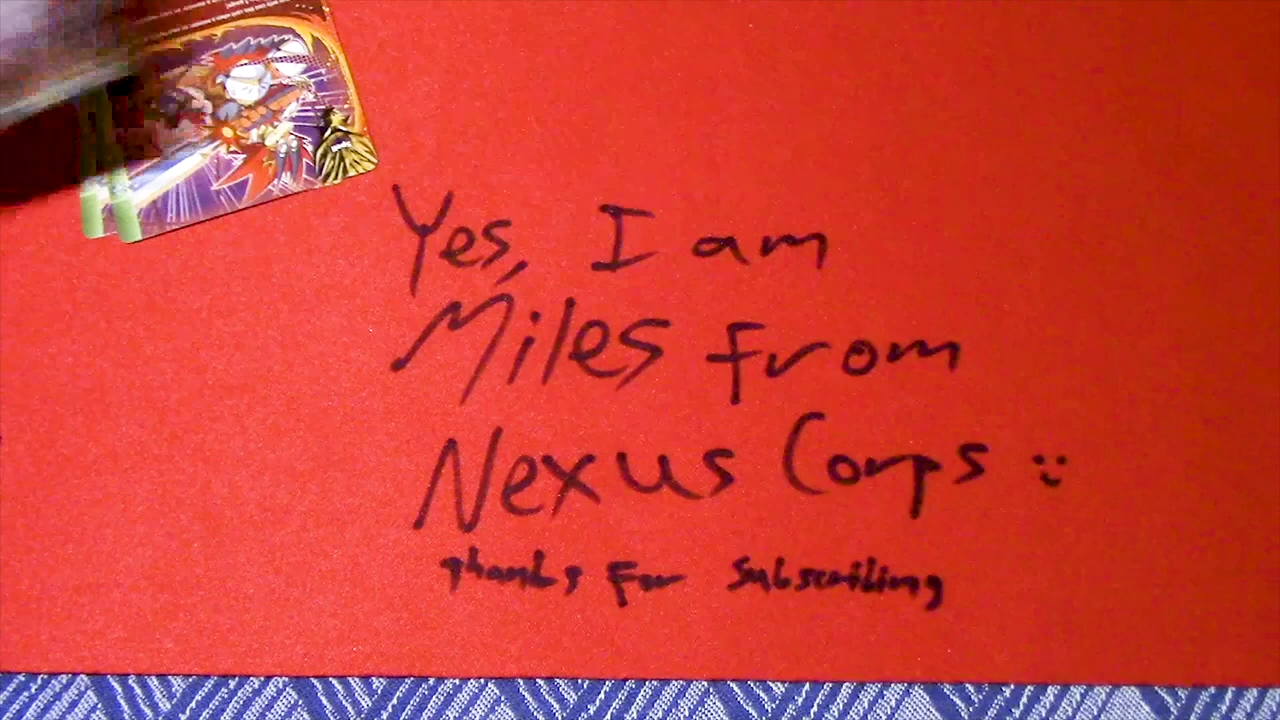 Yes, I am
Miles from
Nexus Corps :)
thanks for subscribing